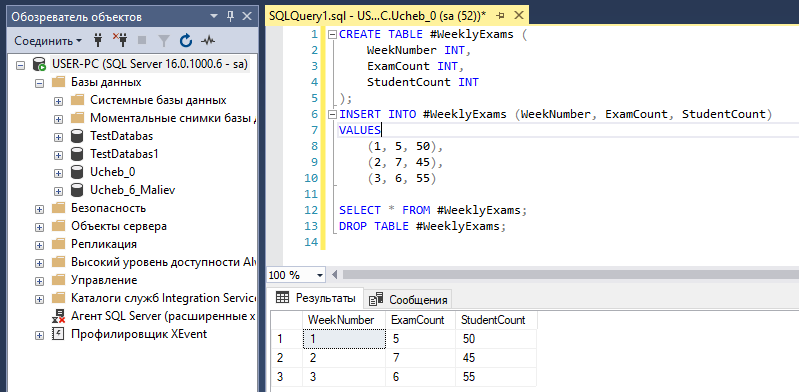 Обозреватель объектов
Соединить
USER-PC (SQL Server 16.0.1000.6 - sa)
Базы данных
Системные базы данных
Моментальные снимки базы д
TestDatabas
TestDatabas1
Ucheb_0
Ucheb_6_Maliev
Безопасность
Объекты сервера
Репликация
Высокий уровень доступности Alw
Управление
Каталоги служб Integration Service
Агент SQL Server (расширенные x
Профилировщик XEvent
SQLQuery1.sql - US...C.Ucheb_0 (sa (52))*
1 CREATE TABLE #WeeklyExams (
2 WeekNumber INT,
3 ExamCount INT,
4 StudentCount INT
5 );
6 INSERT INTO #WeeklyExams (WeekNumber, ExamCount, StudentCount)
7 VALUES
8 (1, 5, 50),
9 (2, 7, 45),
10 (3, 6, 55)
11
12 SELECT * FROM #WeeklyExams;
13 DROP TABLE #WeeklyExams;
14
100 %
Результаты Сообщения
WeekNumber ExamCount StudentCount
1 1 5 50
2 2 7 45
3 3 6 55